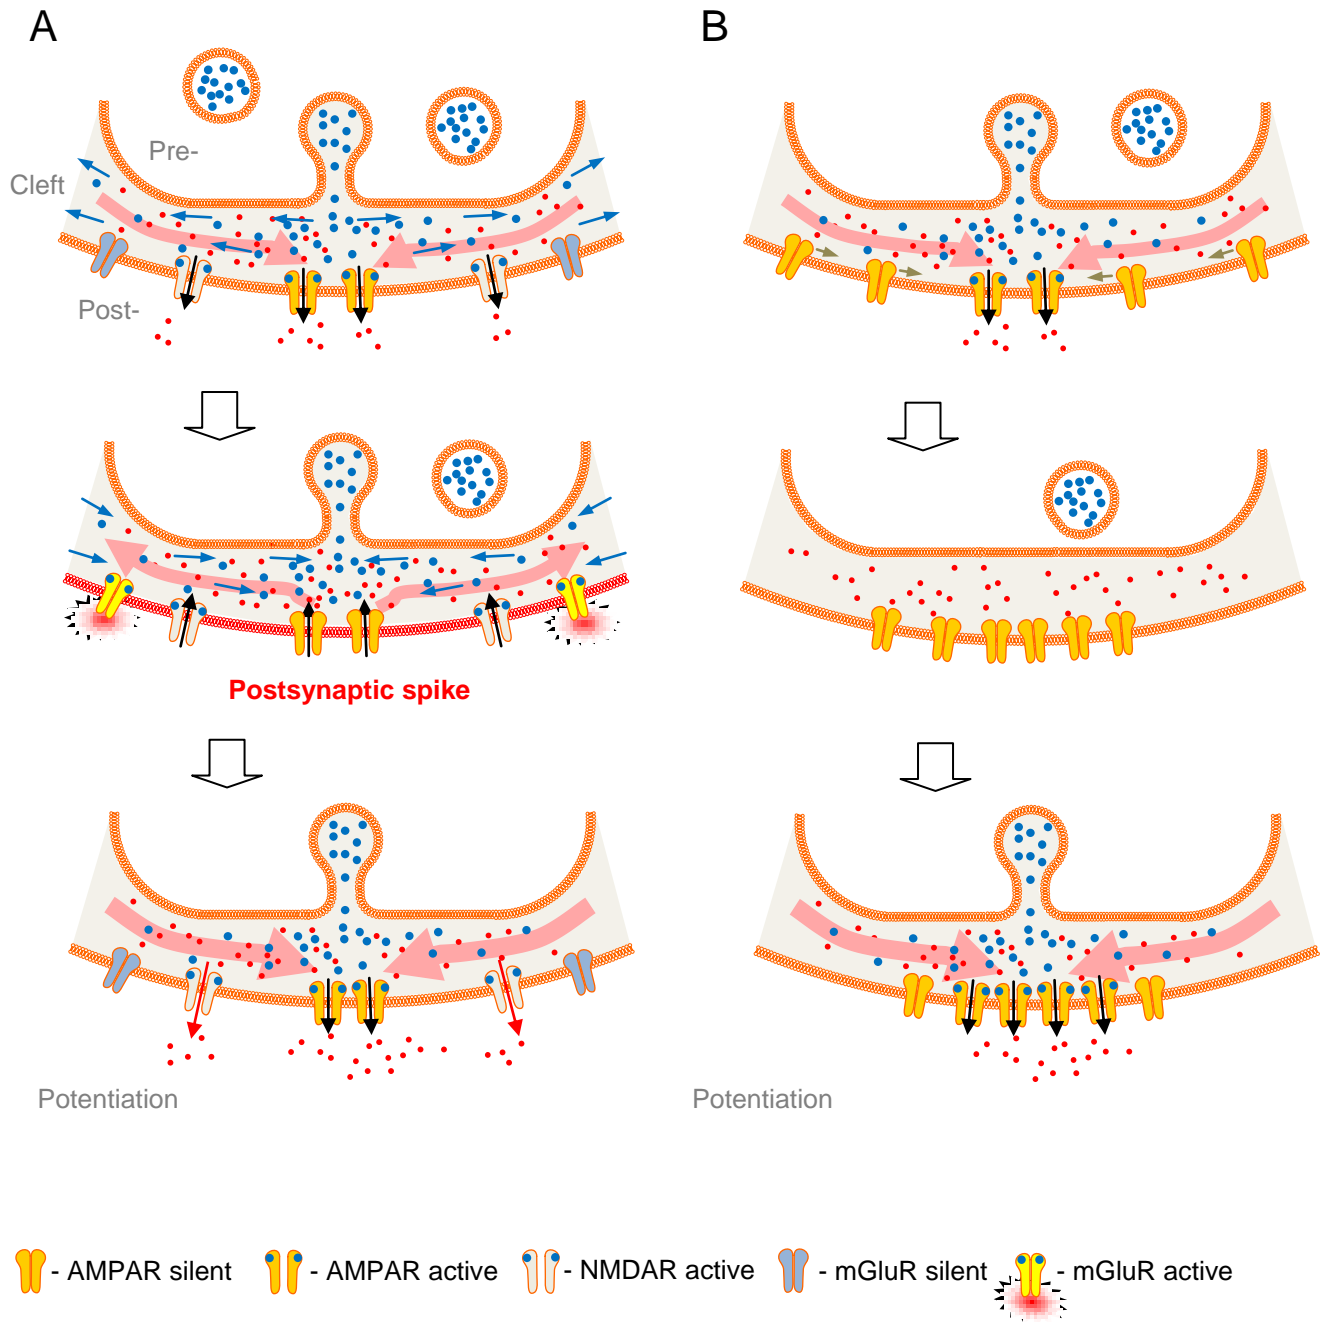 A
B
Pre-
Cleft
Post-
Postsynaptic spike
Potentiation
Potentiation
- AMPAR silent
- AMPAR active
- NMDAR active
- mGluR silent
- mGluR active